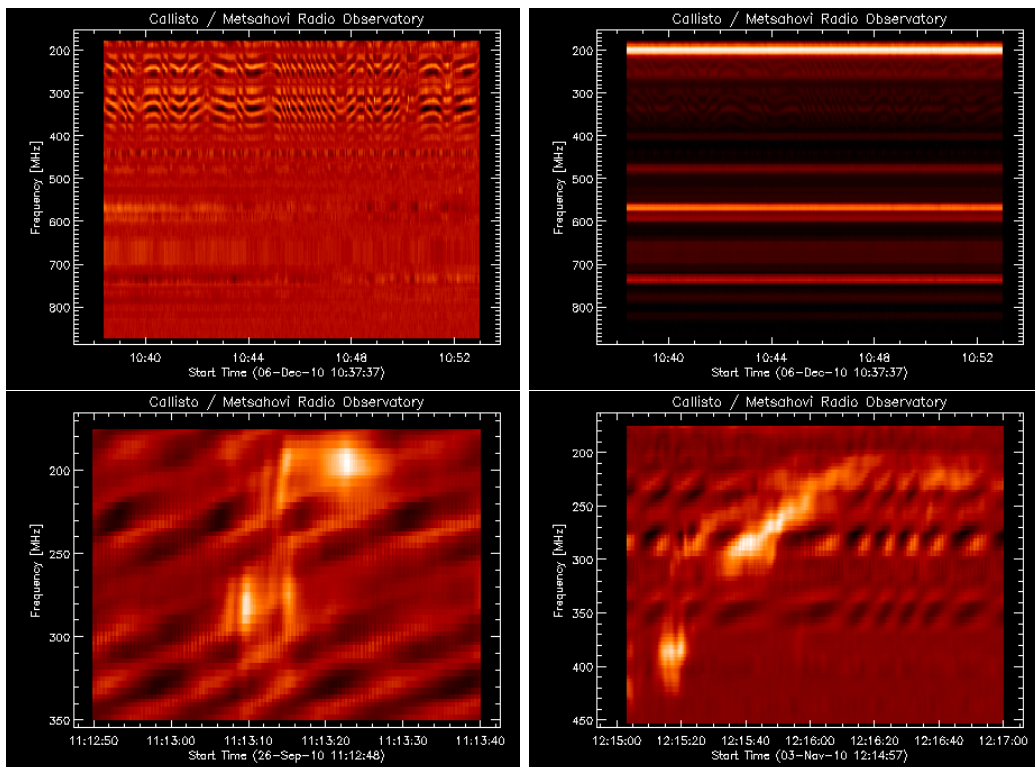 Callisto / Metsahovi Radio Observatory
Frequency [MHz]
200
300
400
500
600
700
800
10:40 10:44 10:48 10:52
Start Time (06-Dec-10 10:37:37)
Callisto / Metsahovi Radio Observatory
Frequency [MHz]
200
300
400
500
600
700
800
10:40 10:44 10:48 10:52
Start Time (06-Dec-10 10:37:37)
Callisto / Metsahovi Radio Observatory
Frequency [MHz]
200
250
300
350
11:12:50 11:13:00 11:13:10 11:13:20 11:13:30 11:13:40
Start Time (26-Sep-10 11:12:48)
Callisto / Metsahovi Radio Observatory
Frequency [MHz]
200
250
300
350
400
450
12:15:00 12:15:20 12:15:40 12:16:00 12:16:20 12:16:40 12:17:00
Start Time (03-Nov-10 12:14:57)